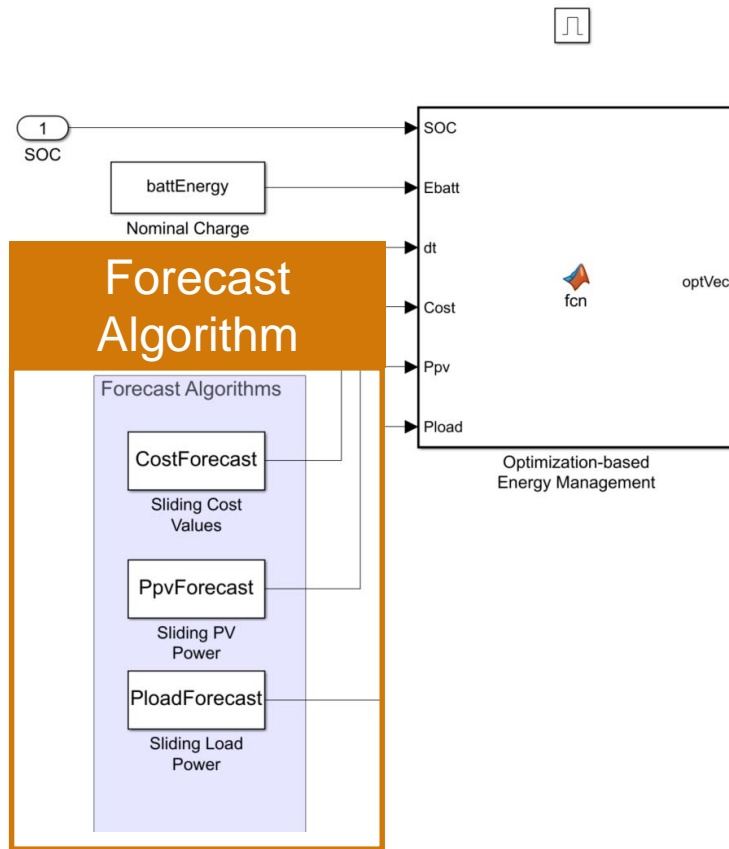 1
SOC
battEnergy
Nominal Charge
Forecast
Algorithm
Forecast Algorithms
CostForecast
Sliding Cost
Values
PpvForecast
Sliding PV
Power
PloadForecast
Sliding Load
Power
SOC
Ebatt
dt
Cost
Ppv
Pload
fcn
optVec
Optimization-based
Energy Management